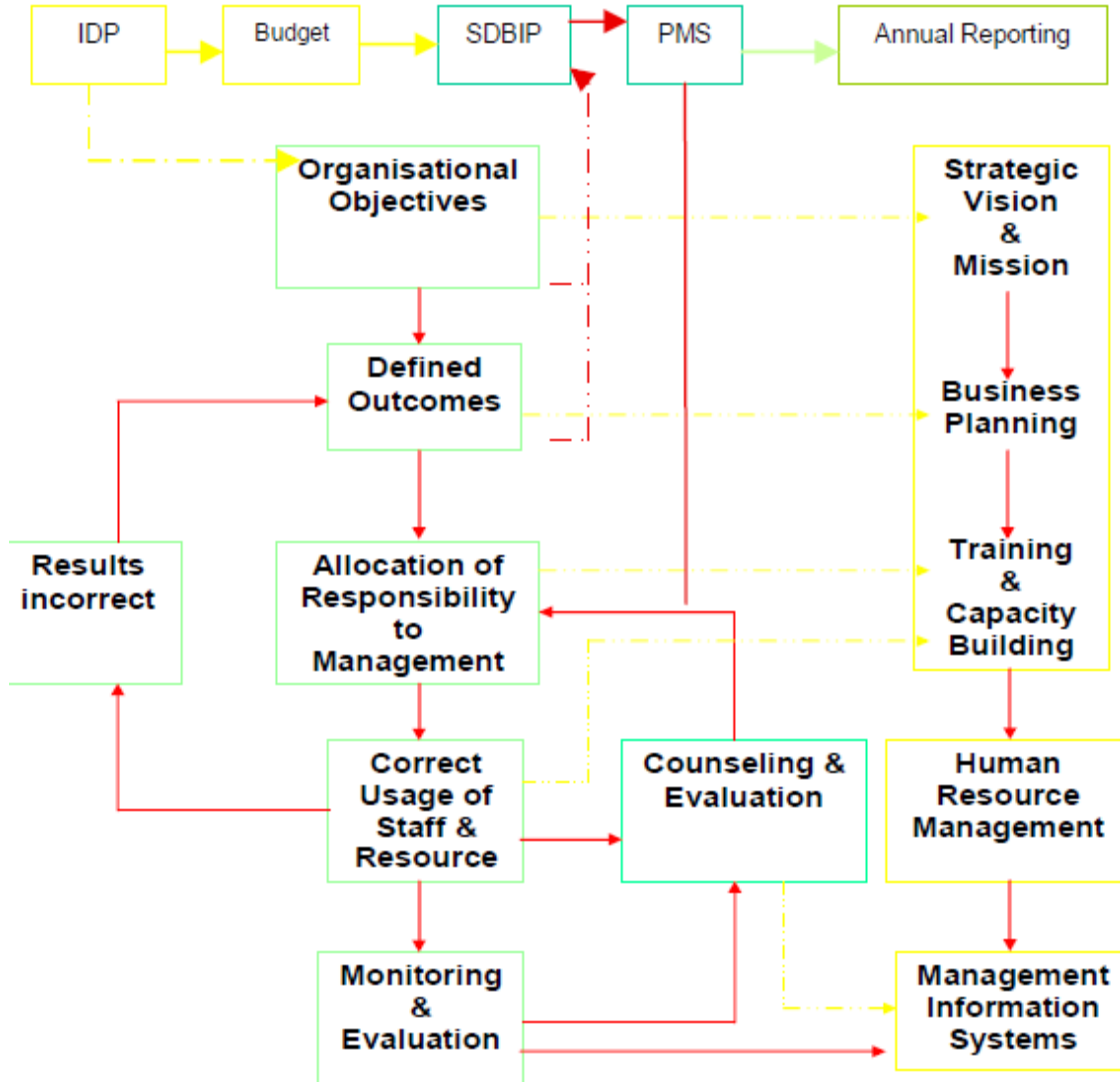 IDP
Budget
SDBIP
PMS
Annual Reporting
Organisational
Objectives
Strategic
Vision
&
Mission
Defined
Outcomes
Business
Planning
Results
incorrect
Allocation of
Responsibility
to
Management
Training
&
Capacity
Building
Correct
Usage of
Staff &
Resource
Counseling &
Evaluation
Human
Resource
Management
Monitoring
&
Evaluation
Management
Information
Systems